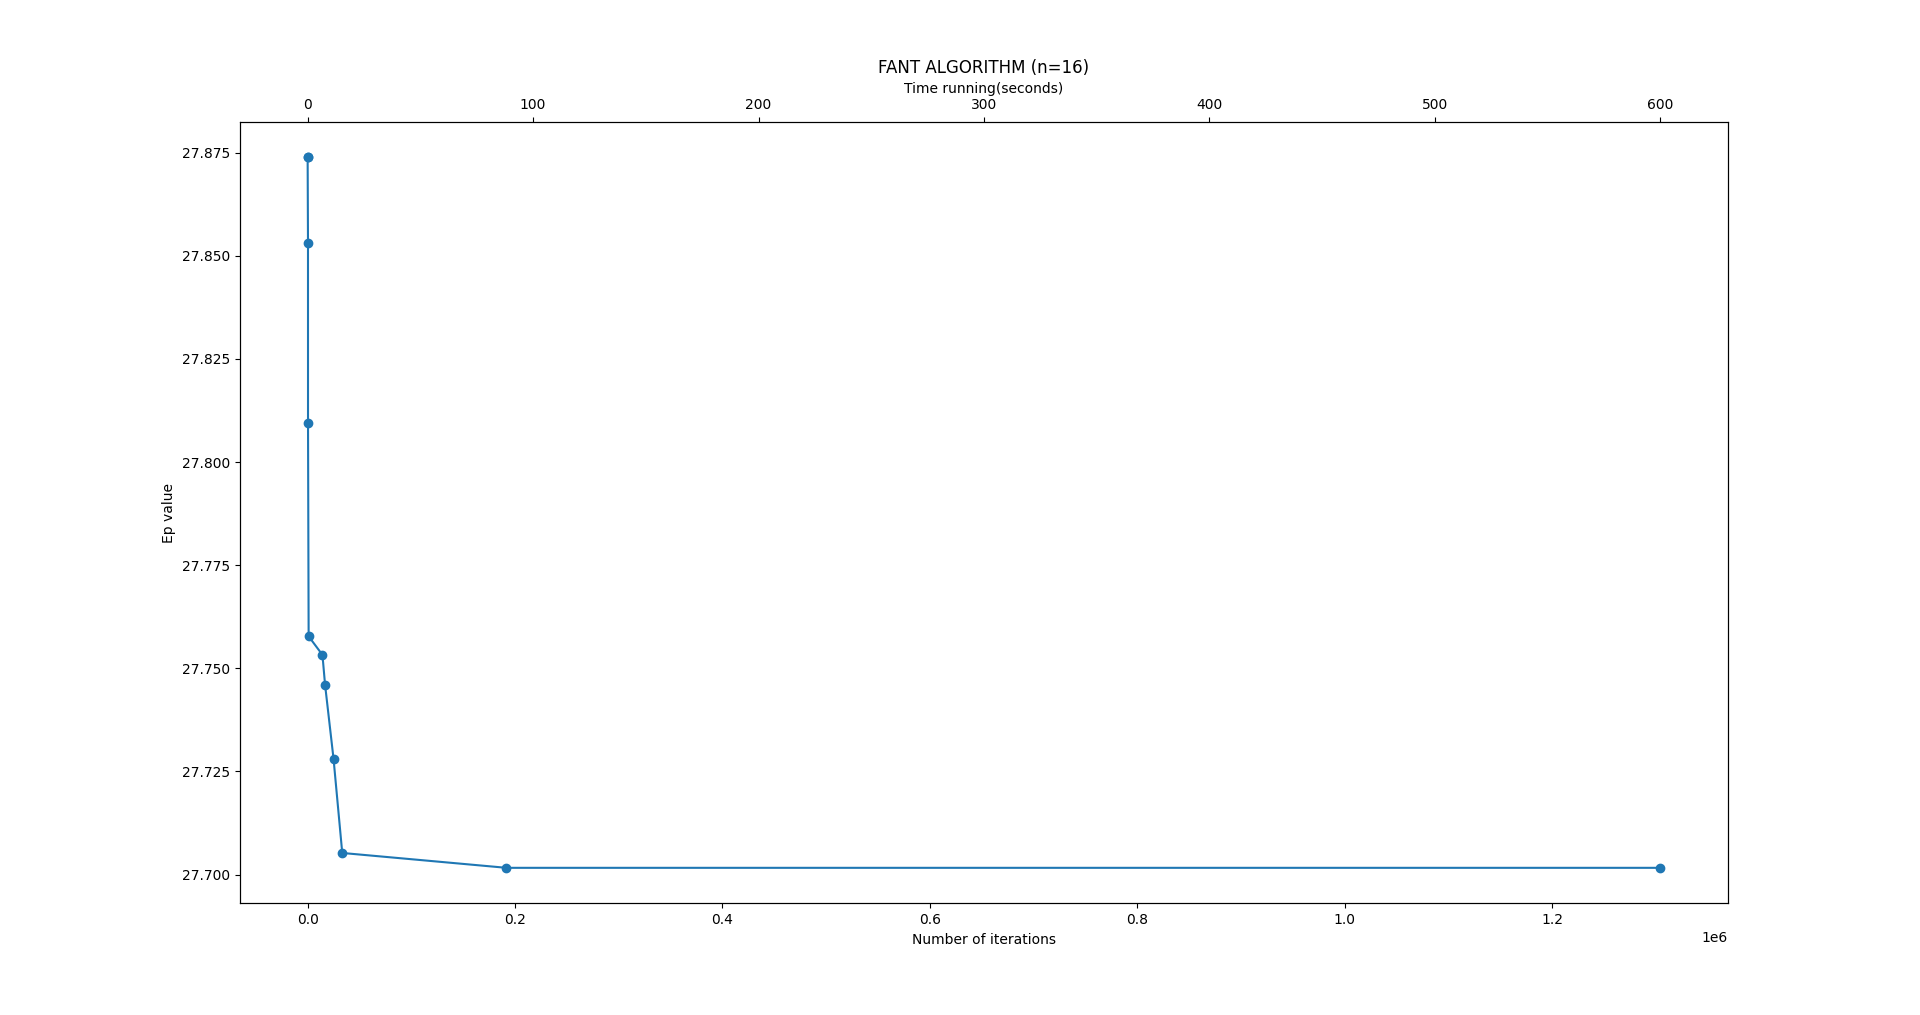 FANT ALGORITHM (n=16)
Time running(seconds)
0 100 200 300 400 500 600
27.875
27.850
27.825
27.800
27.775
27.750
27.725
27.700
Ep value
0.0 0.2 0.4 0.6 0.8 1.0 1.2
1e6
Number of iterations